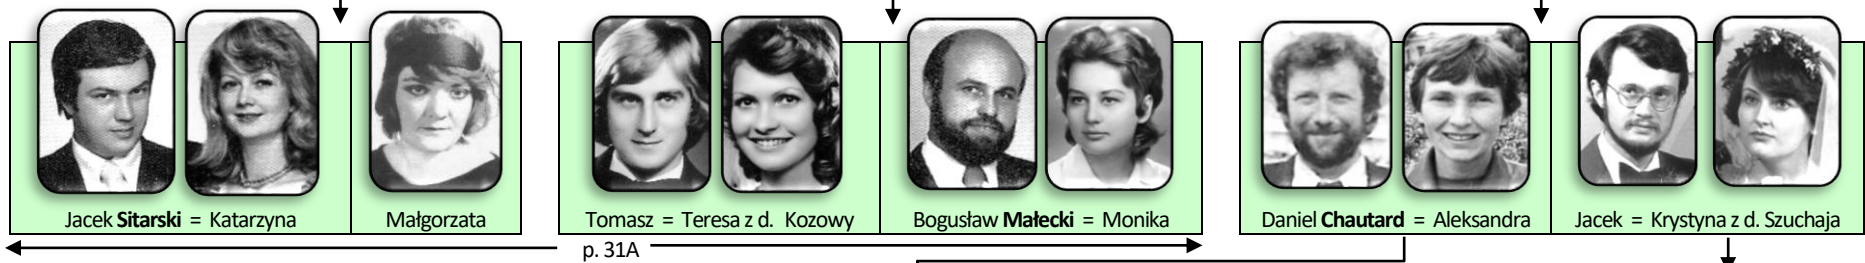 Jacek Sitarski = Katarzyna
Małgorzata
Tomasz = Teresa z d. Kozowy
Bogusław Małecki = Monika
Daniel Chautard = Aleksandra
Jacek = Krystyna z d. Szuchaja
p. 31A